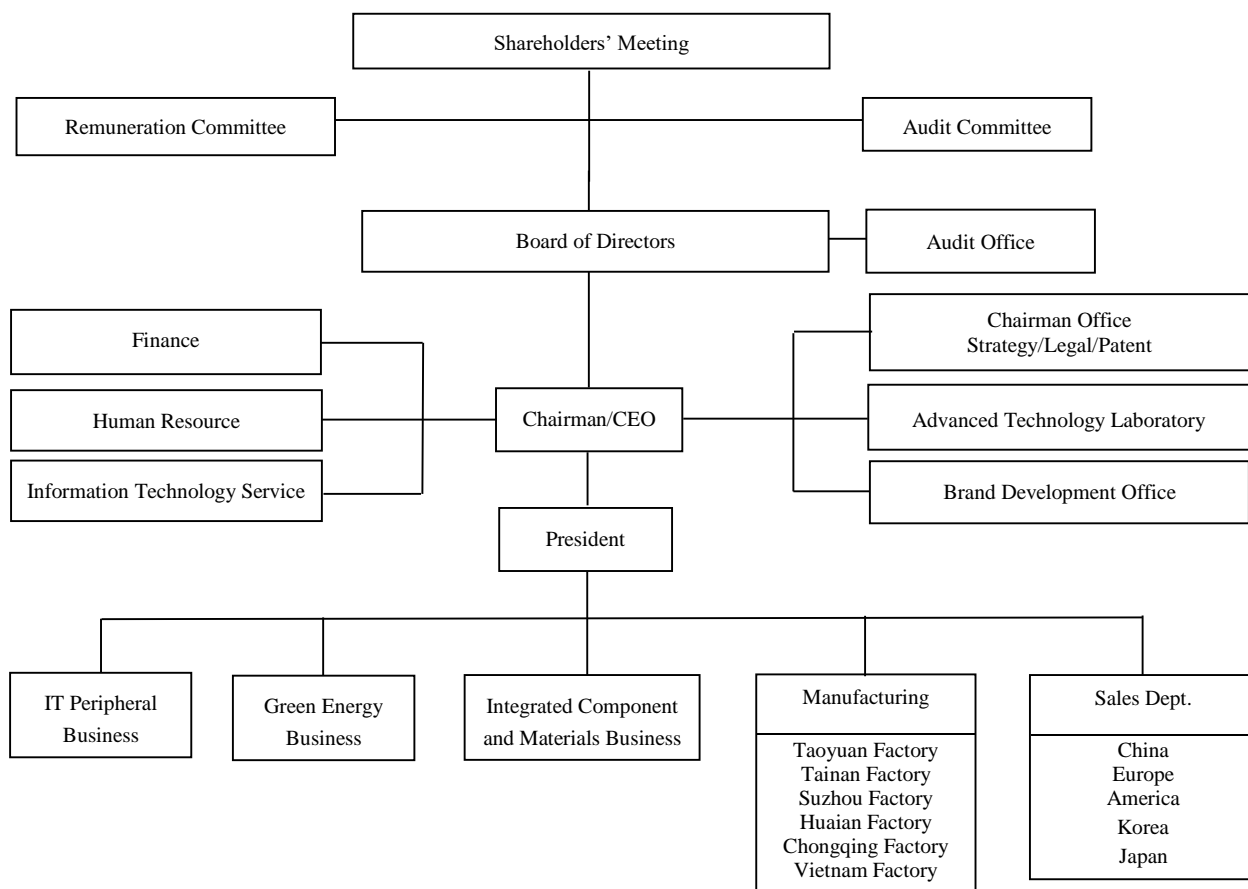 Shareholders’ Meeting
Remuneration Committee
Audit Committee
Board of Directors
Audit Office
Finance
Chairman Office
Strategy/Legal/Patent
Human Resource
Chairman/CEO
Advanced Technology Laboratory
Information Technology Service
Brand Development Office
President
IT Peripheral
Business
Green Energy
Business
Integrated Component
and Materials Business
Manufacturing
Taoyuan Factory
Tainan Factory
Suzhou Factory
Huaian Factory
Chongqing Factory
Vietnam Factory
Sales Dept.
China
Europe
America
Korea
Japan